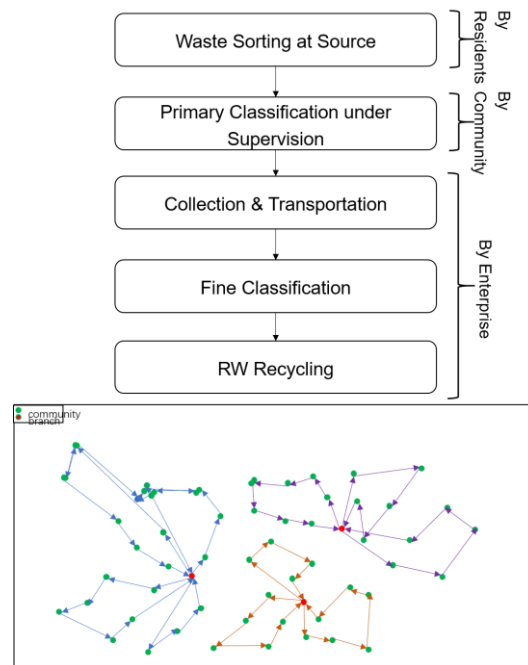 Waste Sorting at Source
By Residents
Primary Classification under
Supervision
By Community
Collection & Transportation
Fine Classification
RW Recycling
By Enterprise
community
branch